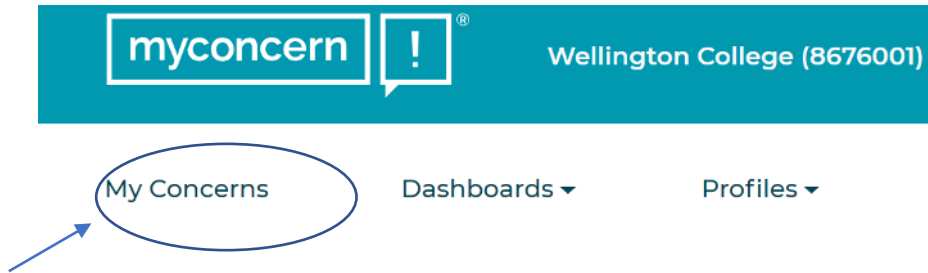 myconcern ! ® Wellington College (8676001)
My Concerns Dashboards Profiles